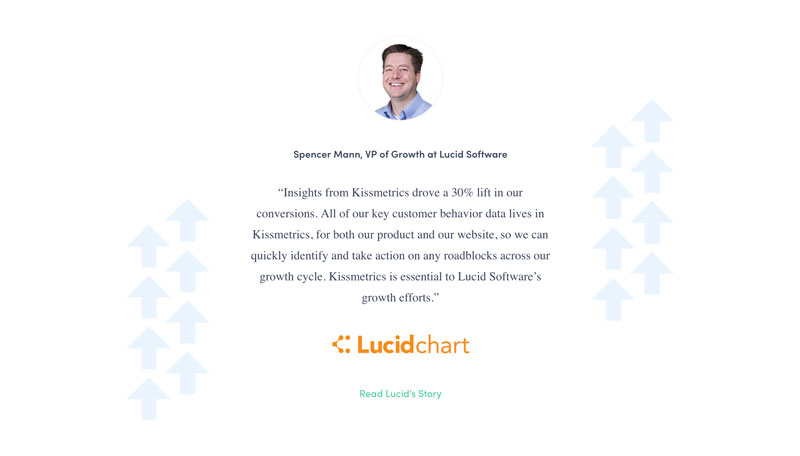 Spencer Mann, VP of Growth at Lucid Software
“Insights from Kissmetrics drove a 30% lift in our
conversions. All of our key customer behavior data lives in
Kissmetrics, for both our product and our website, so we can
quickly identify and take action on any roadblocks across our
growth cycle. Kissmetrics is essential to Lucid Software’s
growth efforts.”
Lucidchart
Read Lucid’s Story